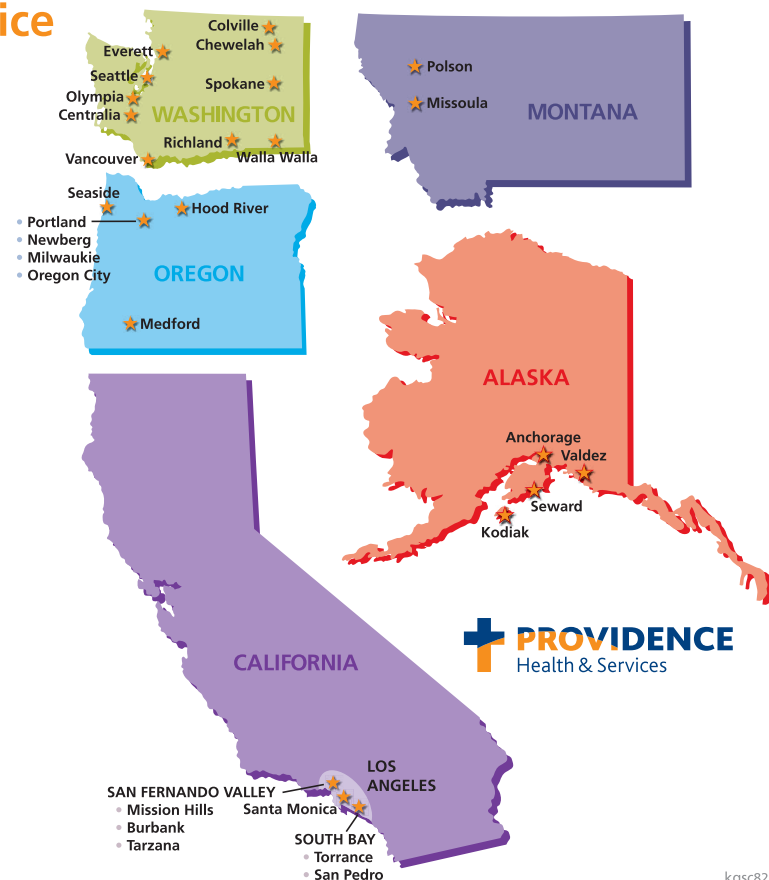 ice
Colville
Chewelah
Everett
Seattle
Spokane
Olympia
WASHINGTON
Centralia
Richland
Vancouver
Walla Walla
Polson
Missoula
MONTANA
Seaside
Hood River
• Portland
• Newberg
• Milwaukie
• Oregon City
OREGON
Medford
ALASKA
Anchorage
Valdez
Seward
Kodiak
PROVIDENCE
Health & Services
CALIFORNIA
LOS
ANGELES
SAN FERNANDO VALLEY
• Mission Hills
• Burbank
• Tarzana
Santa Monica
SOUTH BAY
• Torrance
• San Pedro